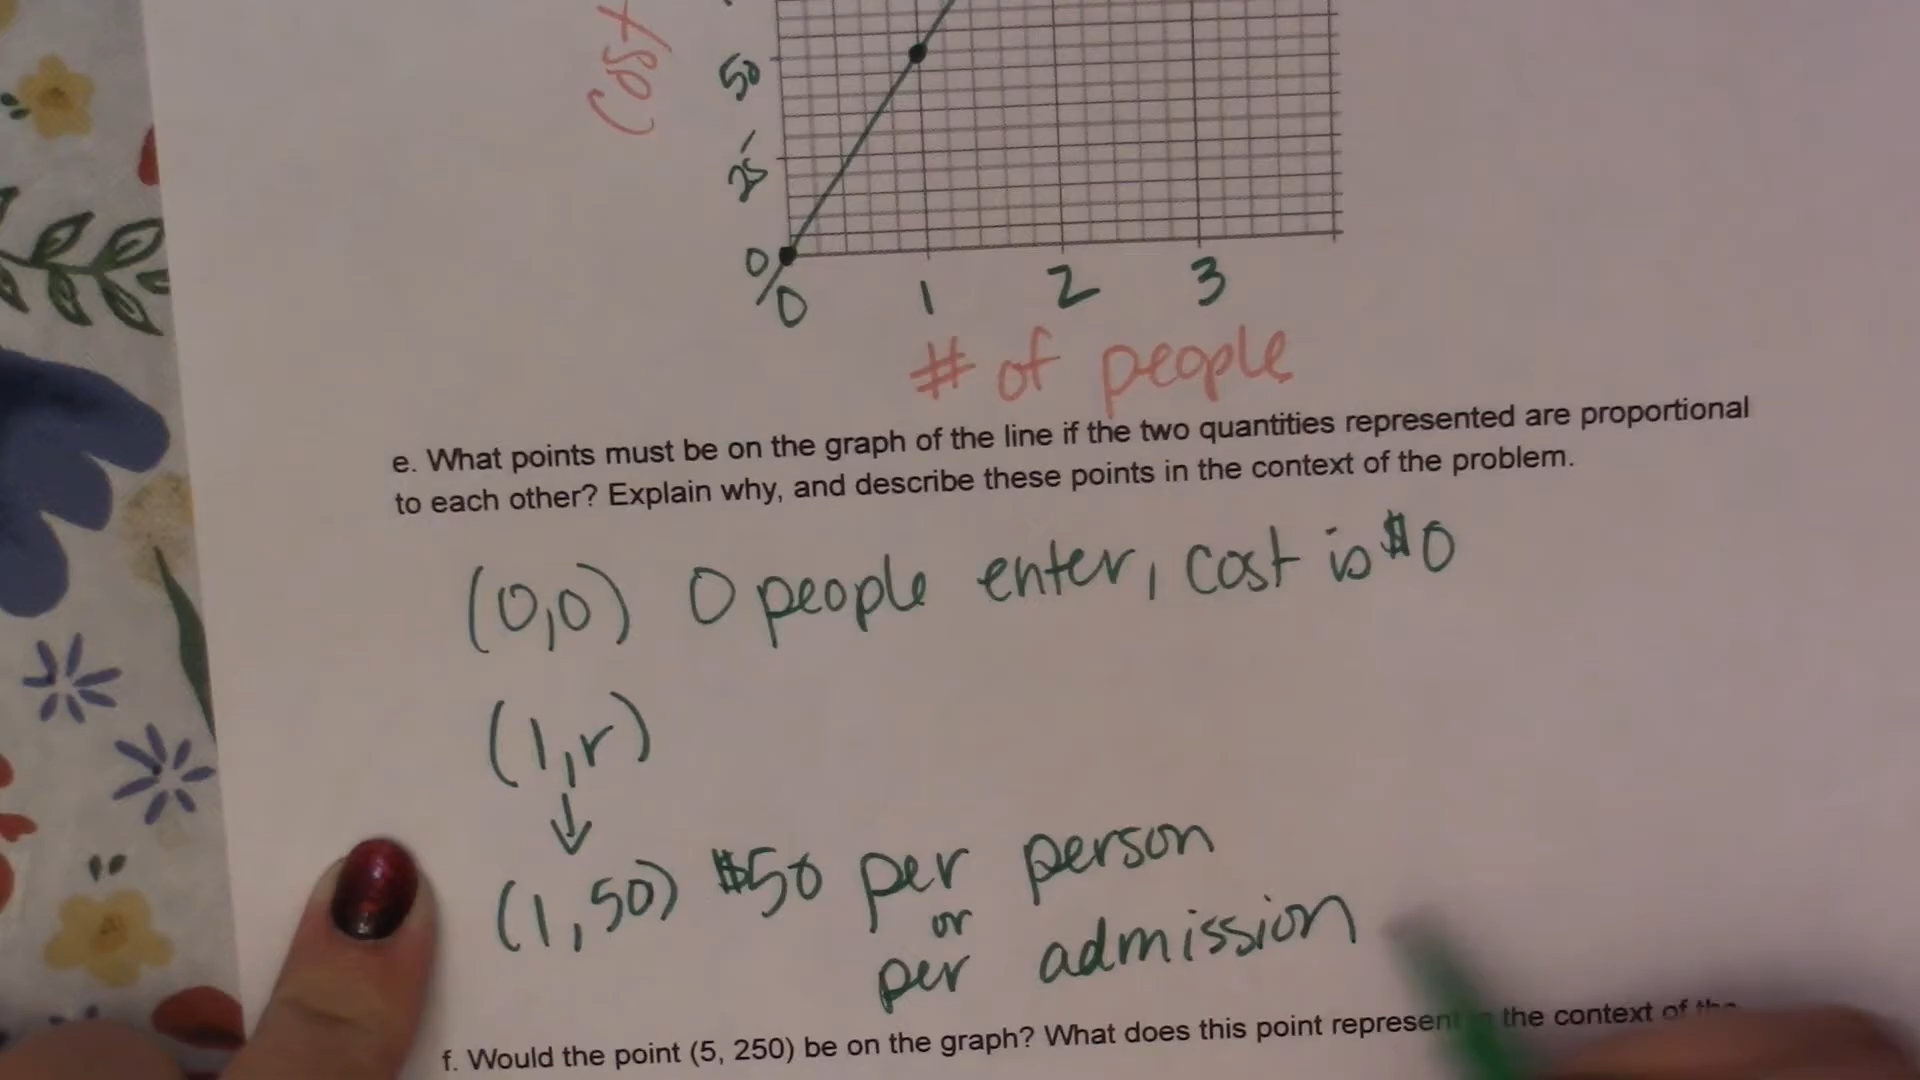 Cost
50
25
0
0 1 2 3
# of people
e. What points must be on the graph of the line if the two quantities represented are proportional
to each other? Explain why, and describe these points in the context of the problem.
(0,0) 0 people enter, cost is $0
(1,r)
(1,50) $50 per person
or
per admission
f. Would the point (5, 250) be on the graph? What does this point represent the context of